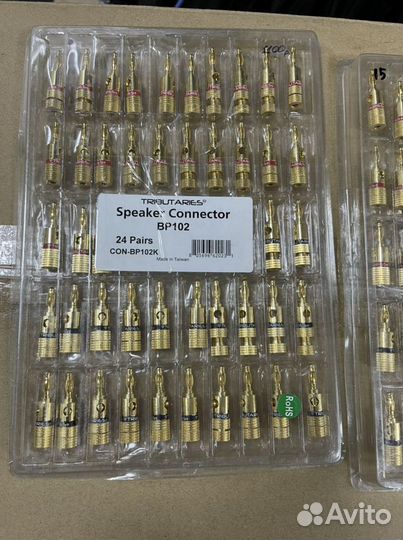 TRIBUTARIES®
Speaker Connector
BP102
24 Pairs
CON-BP102K
Made in Taiwan
15
RoHS
Avito